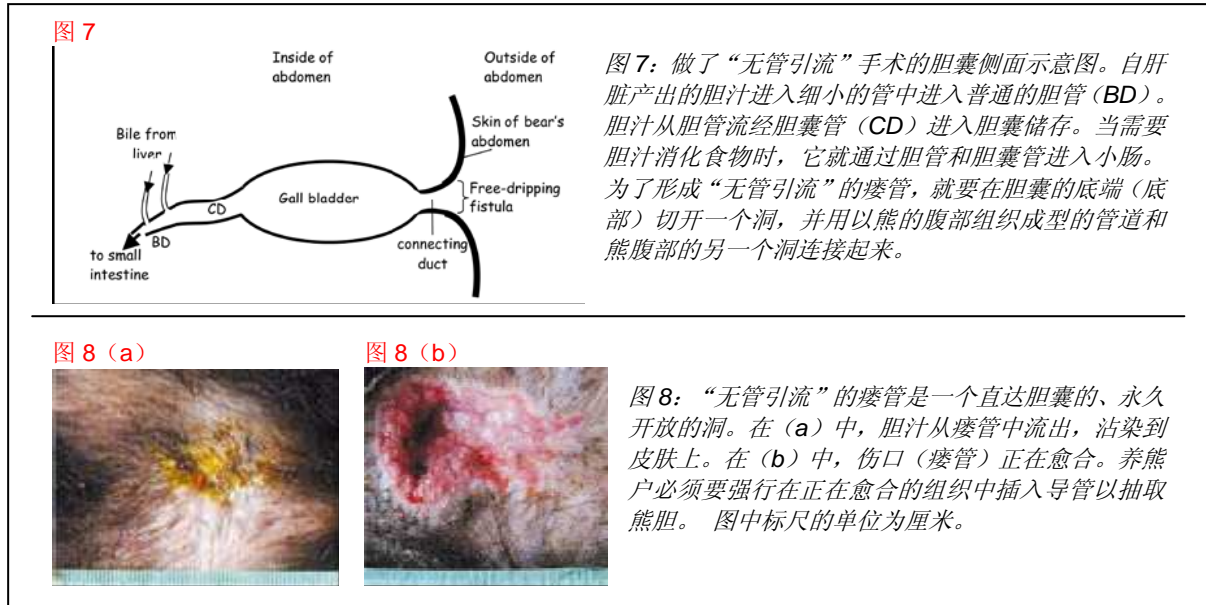 图 7
Inside of
abdomen
Outside of
abdomen
Bile from
liver
Skin of bear's
abdomen
CD
Gall bladder
Free-dripping
fistula
BD
to small
intestine
connecting
duct
图 7：做了“无管引流”手术的胆囊侧面示意图。自肝
脏产出的胆汁进入细小的管中进入普通的胆管（BD）。
胆汁从胆管流经胆囊管（CD）进入胆囊储存。当需要
胆汁消化食物时，它就通过胆管和胆囊管进入小肠。
为了形成“无管引流”的瘘管，就要在胆囊的底端（底
部）切开一个洞，并用以熊的腹部组织成型的管道和
熊腹部的另一个洞连接起来。
图 8（a）
图 8（b）
图 8：“无管引流”的瘘管是一个直达胆囊的、永久
开放的洞。在（a）中，胆汁从瘘管中流出，沾染到
皮肤上。在（b）中，伤口（瘘管）正在愈合。养熊
户必须要强行在正在愈合的组织中插入导管以抽取
熊胆。 图中标尺的单位为厘米。